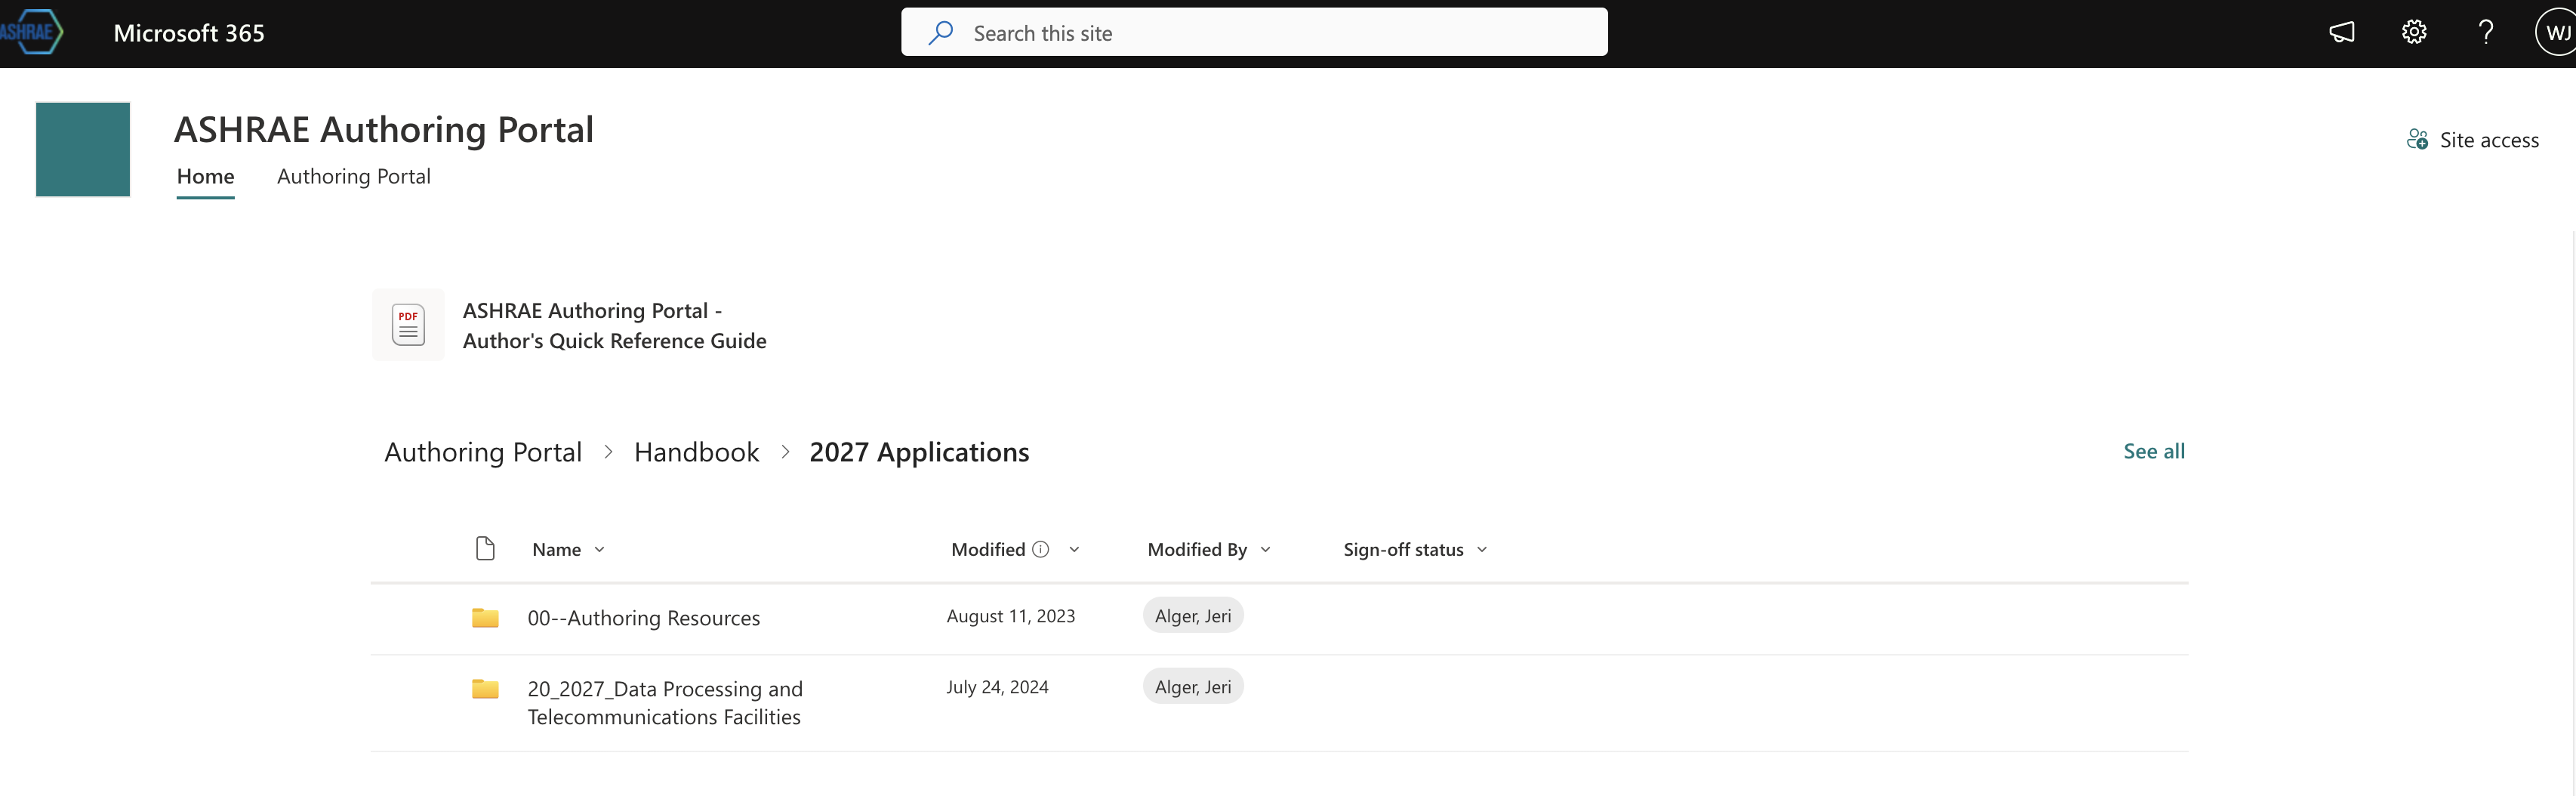 ASHRAE
Microsoft 365
Search this site
WJ
ASHRAE Authoring Portal
Home
Authoring Portal
Site access
PDF
ASHRAE Authoring Portal -
Author's Quick Reference Guide
Authoring Portal > Handbook > 2027 Applications
See all
Name
Modified
Modified By
Sign-off status
00--Authoring Resources
August 11, 2023
Alger, Jeri
20_2027_Data Processing and
Telecommunications Facilities
July 24, 2024
Alger, Jeri